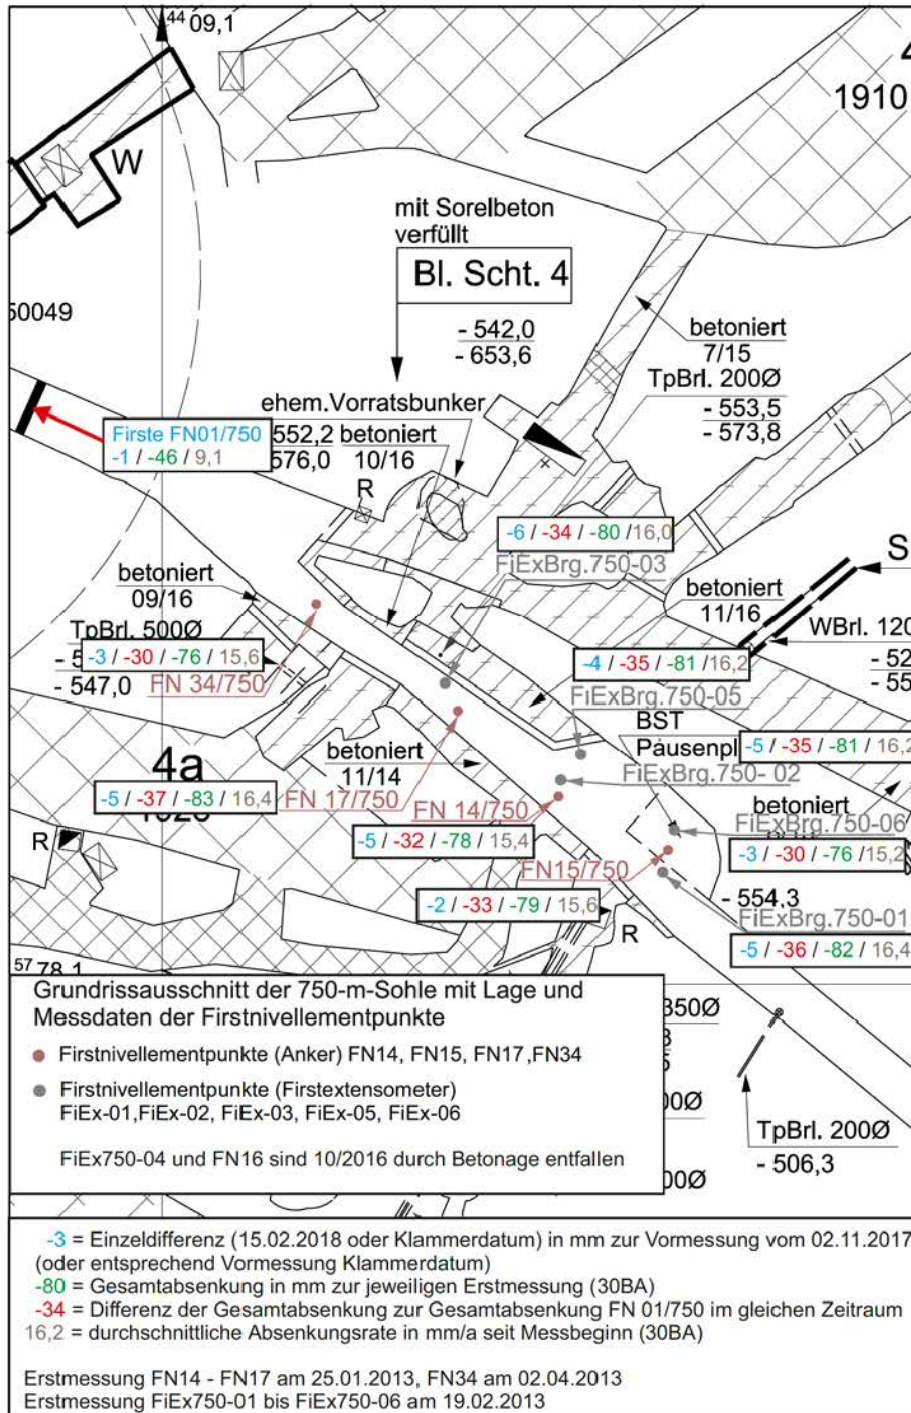 44 09,1
1910
W
mit Sorelbeton
verfüllt
Bl. Scht. 4
50049
- 542,0
- 653,6
betoniert
7/15
TpBrl. 200Ø
- 553,5
- 573,8
ehem.Vorratsbunker
Firste FN01/750
-1 / -46 / 9,1
552,2
576,0
betoniert
10/16
R
-6 / -34 / -80 / 16,0
FiExBrg.750-03
betoniert
09/16
betoniert
11/16
S
TpBrl. 500Ø
WBrl. 120
-3 / -30 / -76 / 15,6
- 547,0
FN 34/750
-4 / -35 / -81 / 16,2
- 52
- 55
FiExBrg.750-05
BST
Pausenpl
-5 / -35 / -81 / 16,2
4a
betoniert
11/14
FiExBrg.750- 02
-5 / -37 / -83 / 16,4
FN 17/750
FN 14/750
betoniert
FiExBrg.750-06
R
-5 / -32 / -78 / 15,4
-3 / -30 / -76 / 15,2
FN15/750
- 554,3
-2 / -33 / -79 / 15,6
FiExBrg.750-01
R
-5 / -36 / -82 / 16,4
57 78,1
Grundrissausschnitt der 750-m-Sohle mit Lage und
Messdaten der Firstnivellementpunkte
Firstnivellementpunkte (Anker) FN14, FN15, FN17,FN34
Firstnivellementpunkte (Firstextensometer)
FiEx-01,FiEx-02, FiEx-03, FiEx-05, FiEx-06
FiEx750-04 und FN16 sind 10/2016 durch Betonage entfallen
350Ø
00Ø
00Ø
TpBrl. 200Ø
- 506,3
-3 = Einzeldifferenz (15.02.2018 oder Klammerdatum) in mm zur Vormessung vom 02.11.2017
(oder entsprechend Vormessung Klammerdatum)
-80 = Gesamtabsenkung in mm zur jeweiligen Erstmessung (30BA)
-34 = Differenz der Gesamtabsenkung zur Gesamtabsenkung FN 01/750 im gleichen Zeitraum
16,2 = durchschnittliche Absenkungsrate in mm/a seit Messbeginn (30BA)
Erstmessung FN14 - FN17 am 25.01.2013, FN34 am 02.04.2013
Erstmessung FiEx750-01 bis FiEx750-06 am 19.02.2013